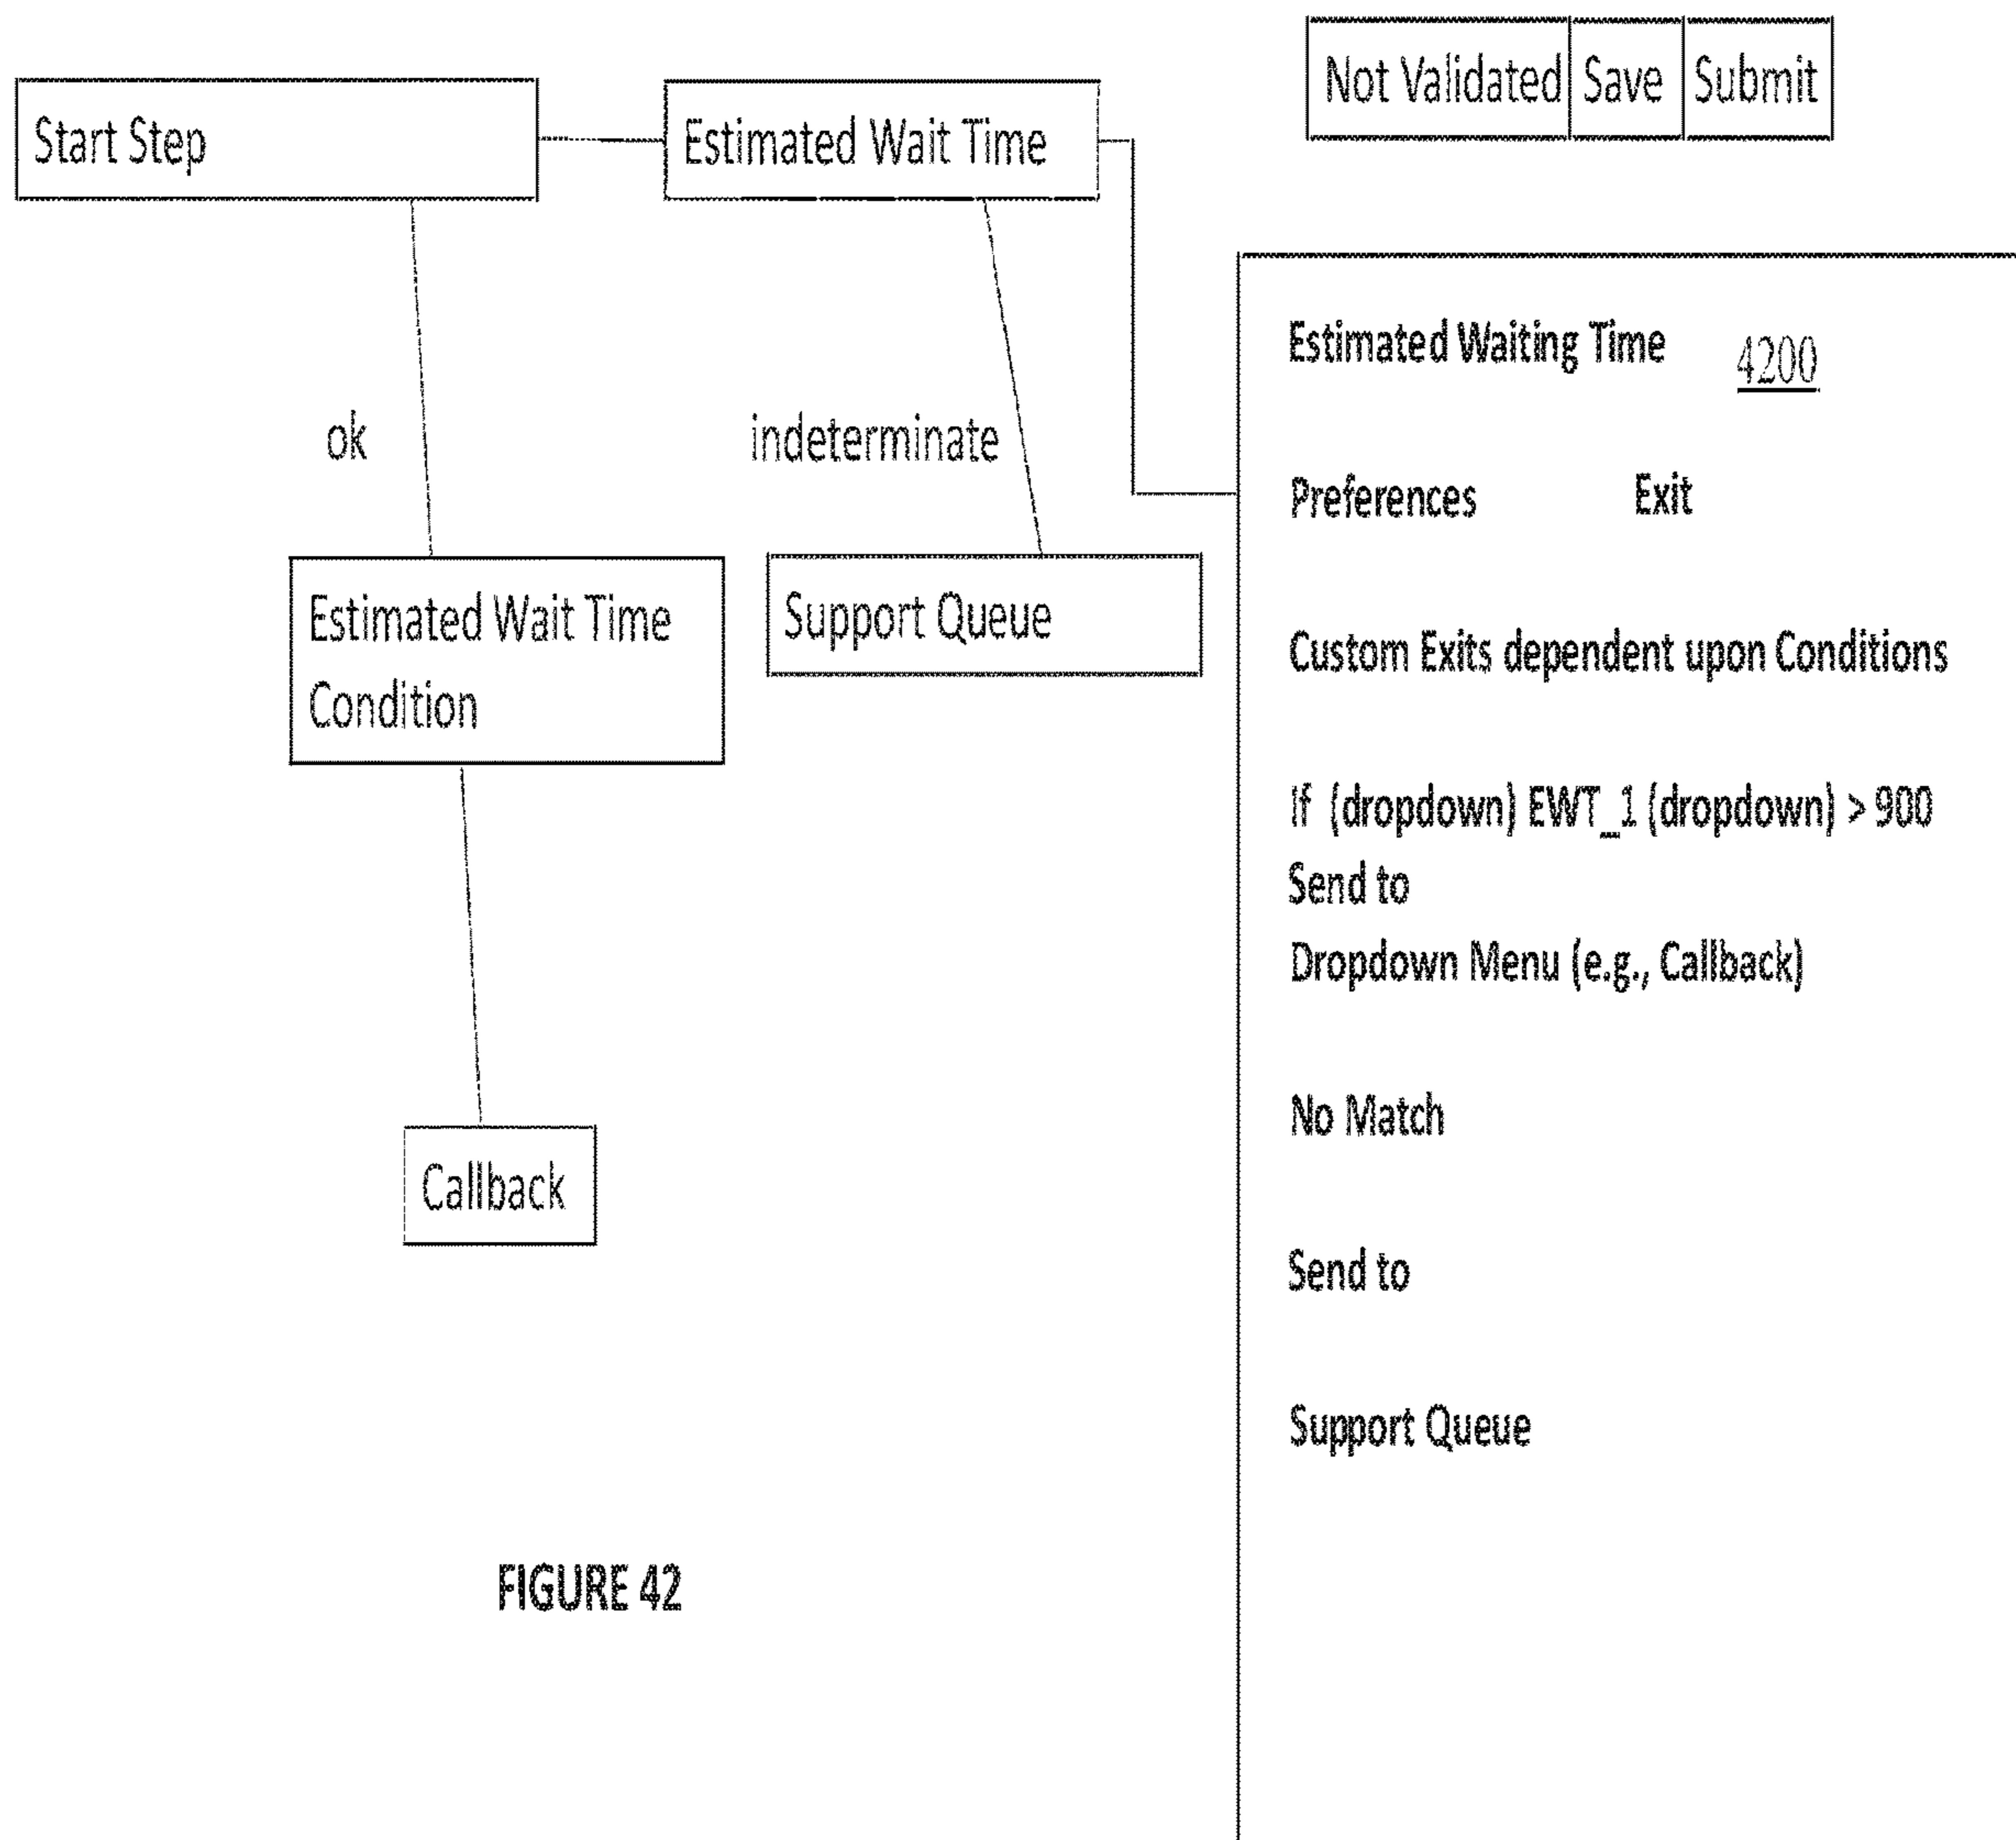 Not Validated Save Submit
Start Step
Estimated Wait Time
ok
indeterminate
Estimated Wait Time
Condition
Support Queue
Callback
Estimated Waiting Time 4200
Preferences Exit
Custom Exits dependent upon Conditions
If (dropdown) EWT_1 (dropdown) > 900
Send to
Dropdown Menu (e.g., Callback)
No Match
Send to
Support Queue
FIGURE 42